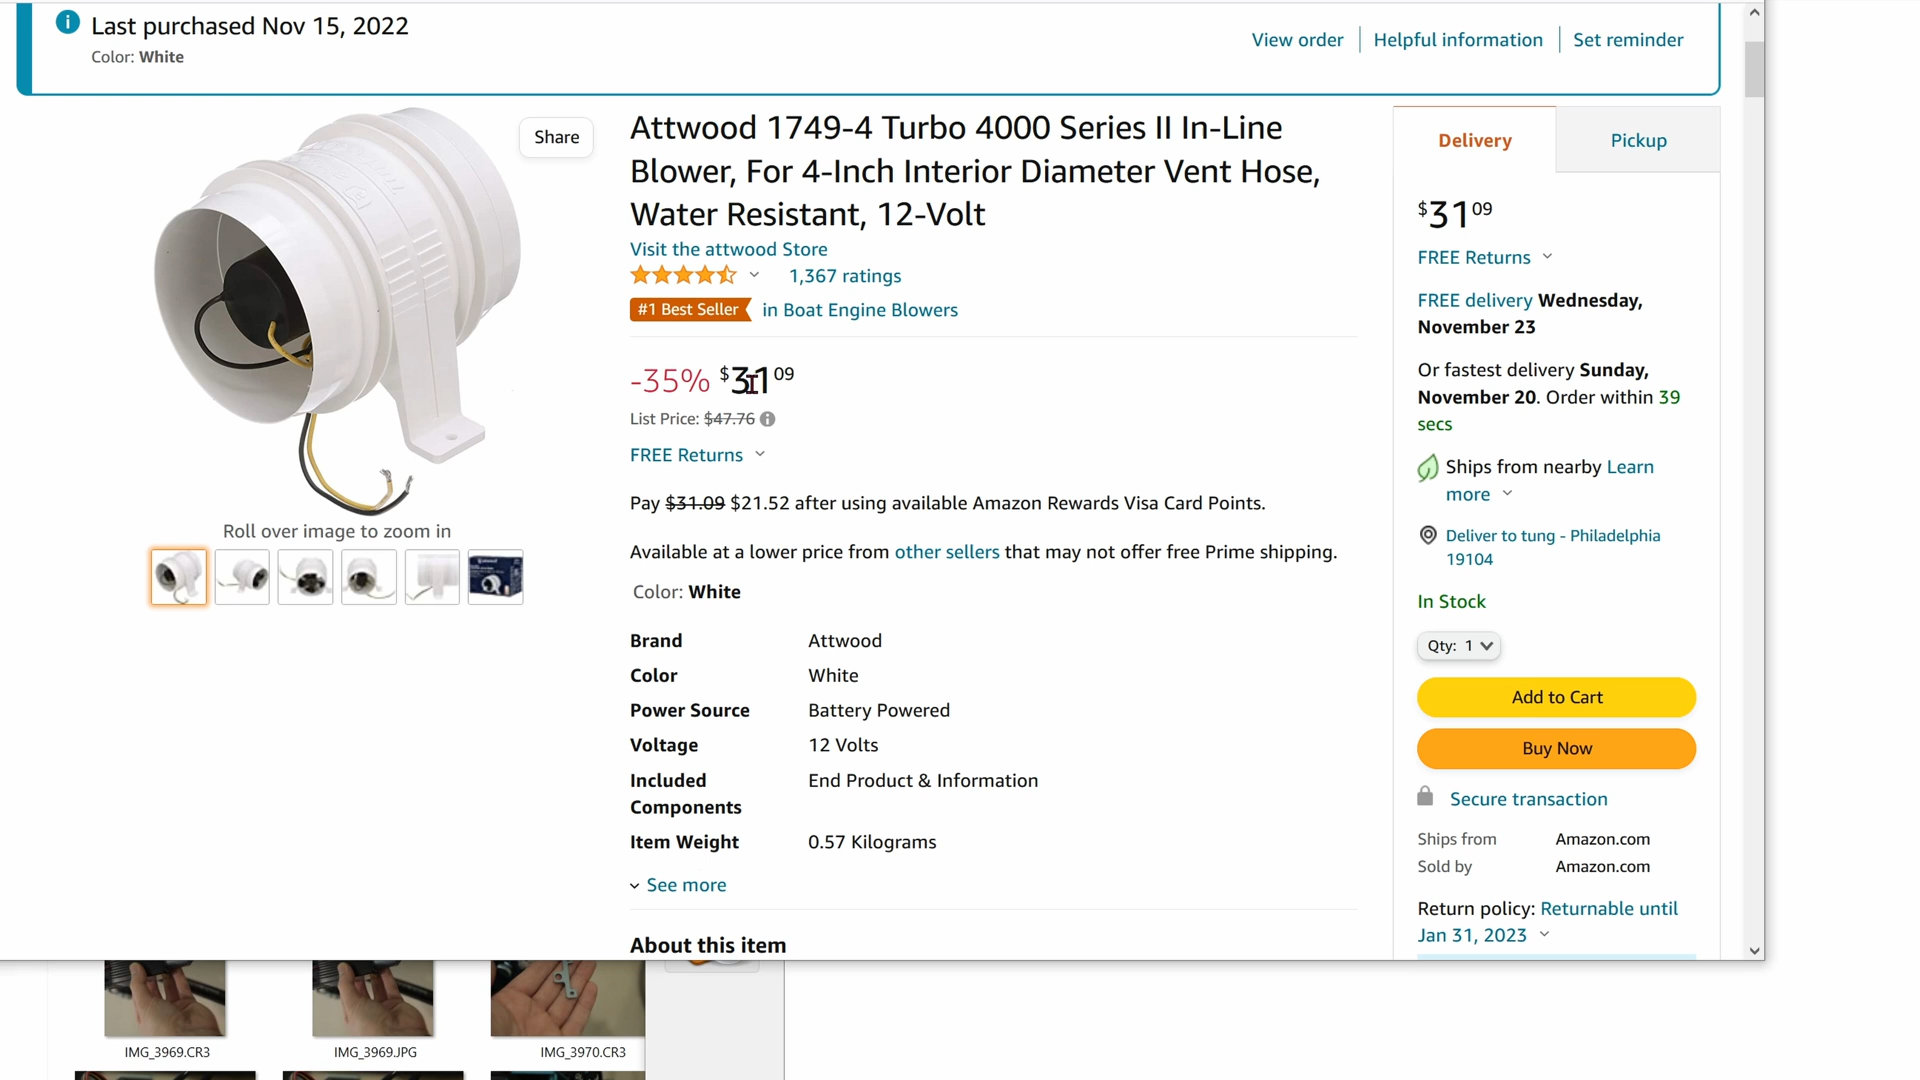 Last purchased Nov 15, 2022
Color: White
View order
Helpful information
Set reminder
Share
Attwood 1749-4 Turbo 4000 Series II In-Line
Blower, For 4-Inch Interior Diameter Vent Hose,
Water Resistant, 12-Volt
Visit the attwood Store
1,367 ratings
#1 Best Seller in Boat Engine Blowers
-35% $31 09
List Price: $47.76
FREE Returns
Pay $31.09 $21.52 after using available Amazon Rewards Visa Card Points.
Available at a lower price from other sellers that may not offer free Prime shipping.
Color: White
Brand Attwood
Color White
Power Source Battery Powered
Voltage 12 Volts
Included End Product & Information
Components
Item Weight 0.57 Kilograms
See more
About this item
Roll over image to zoom in
Delivery
Pickup
$31 09
FREE Returns
FREE delivery Wednesday,
November 23
Or fastest delivery Sunday,
November 20. Order within 39
secs
Ships from nearby Learn
more
Deliver to tung - Philadelphia
19104
In Stock
Qty: 1
Add to Cart
Buy Now
Secure transaction
Ships from Amazon.com
Sold by Amazon.com
Return policy: Returnable until
Jan 31, 2023
IMG_3969.CR3
IMG_3969.JPG
IMG_3970.CR3